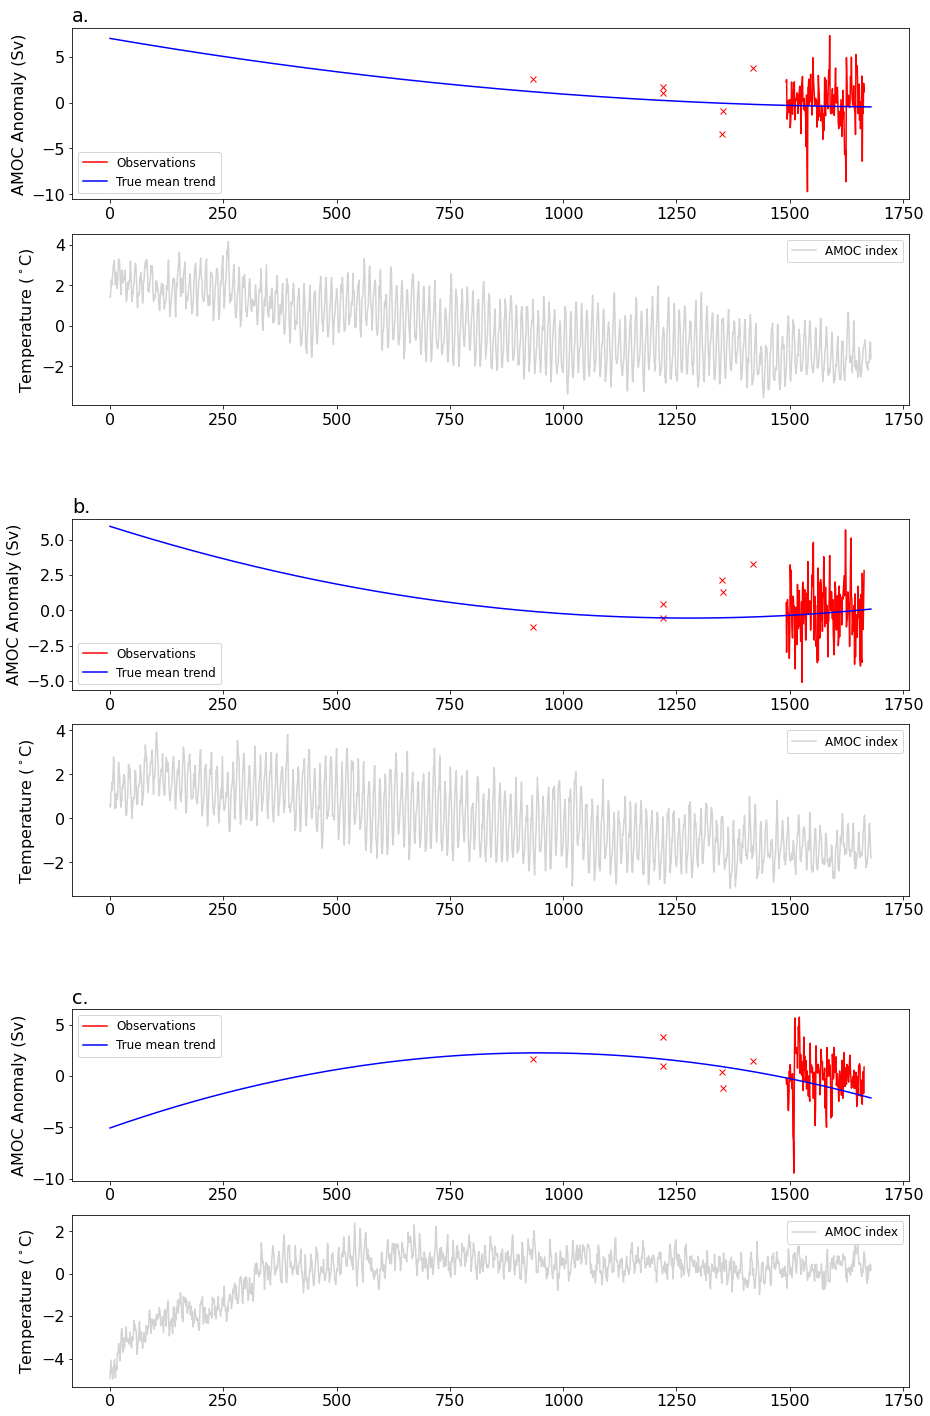 a.
AMOC Anomaly (Sv)
5
0
−5
−10
Observations
True mean trend
0 250 500 750 1000 1250 1500 1750
Temperature (°C)
4
2
0
−2
AMOC index
0 250 500 750 1000 1250 1500 1750
b.
AMOC Anomaly (Sv)
5.0
2.5
0.0
−2.5
−5.0
Observations
True mean trend
0 250 500 750 1000 1250 1500 1750
Temperature (°C)
4
2
0
−2
AMOC index
0 250 500 750 1000 1250 1500 1750
c.
AMOC Anomaly (Sv)
5
0
−5
−10
Observations
True mean trend
0 250 500 750 1000 1250 1500 1750
Temperature (°C)
2
0
−2
−4
AMOC index
0 250 500 750 1000 1250 1500 1750